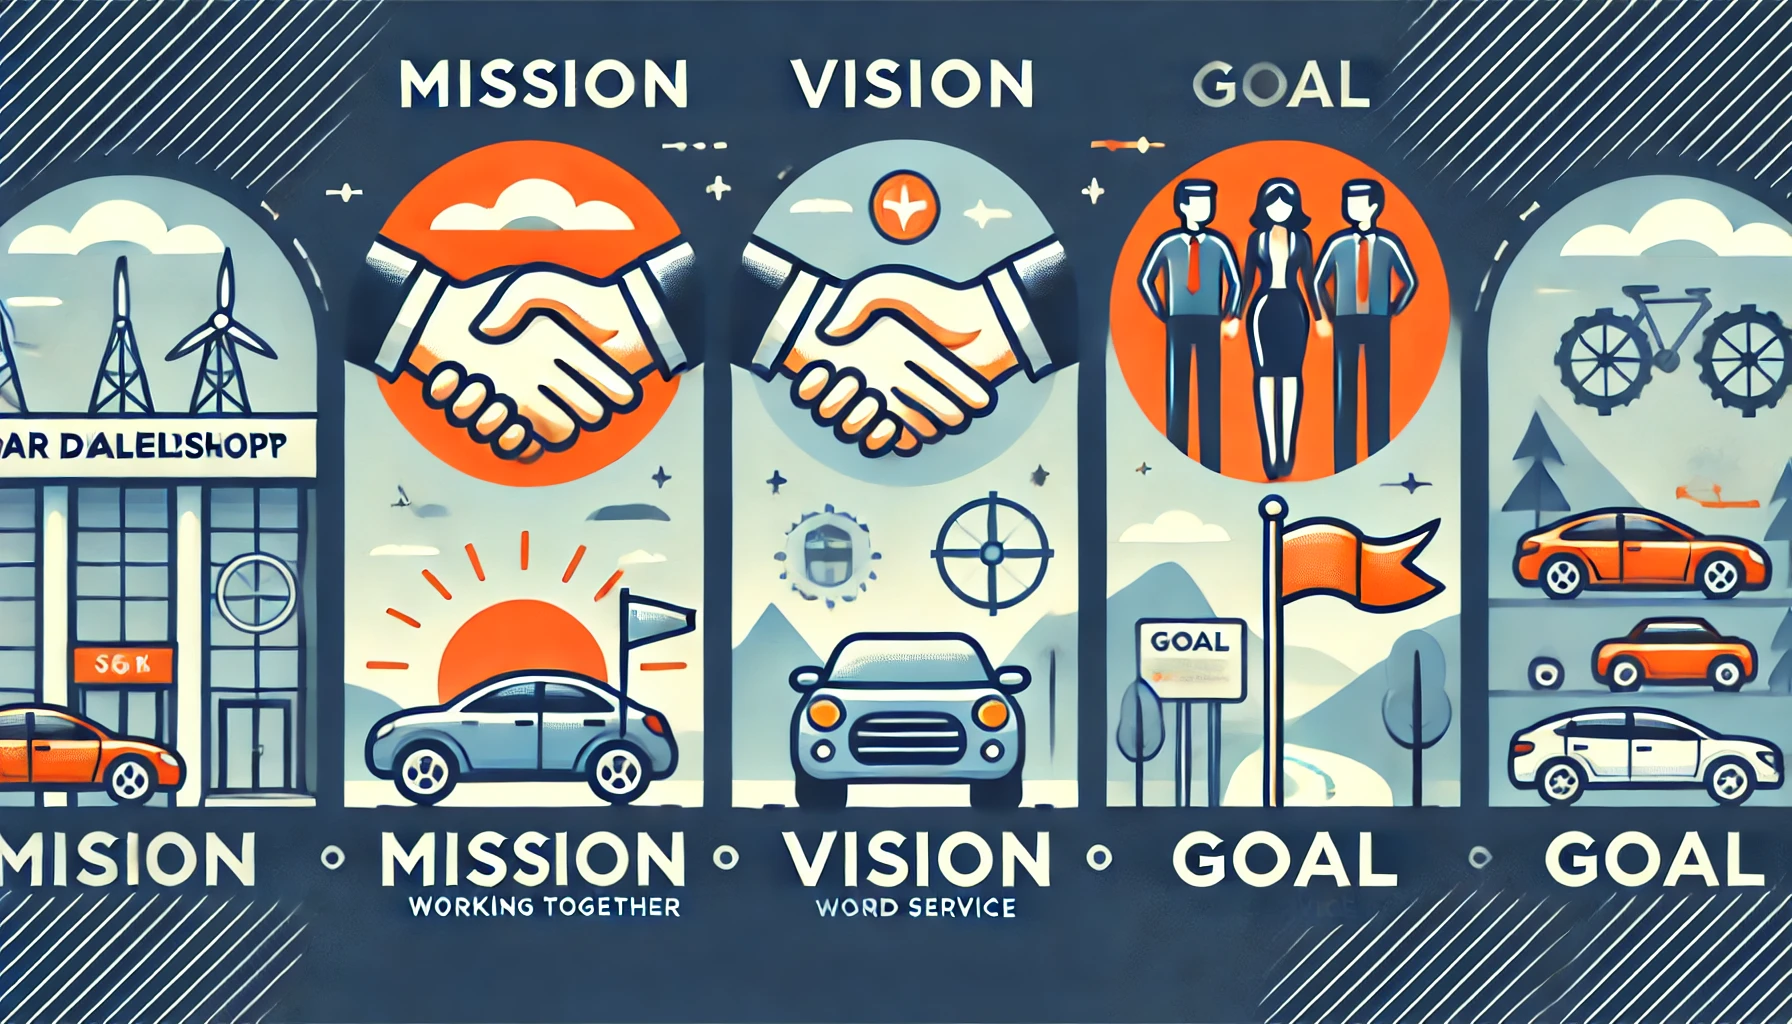 MISSION
VISION
GOAL
AR DALELSHOPP
S6K
GOAL
MISION
MISSION
VISION
GOAL
GOAL
WORKING TOGETHER
WORD SERVICE